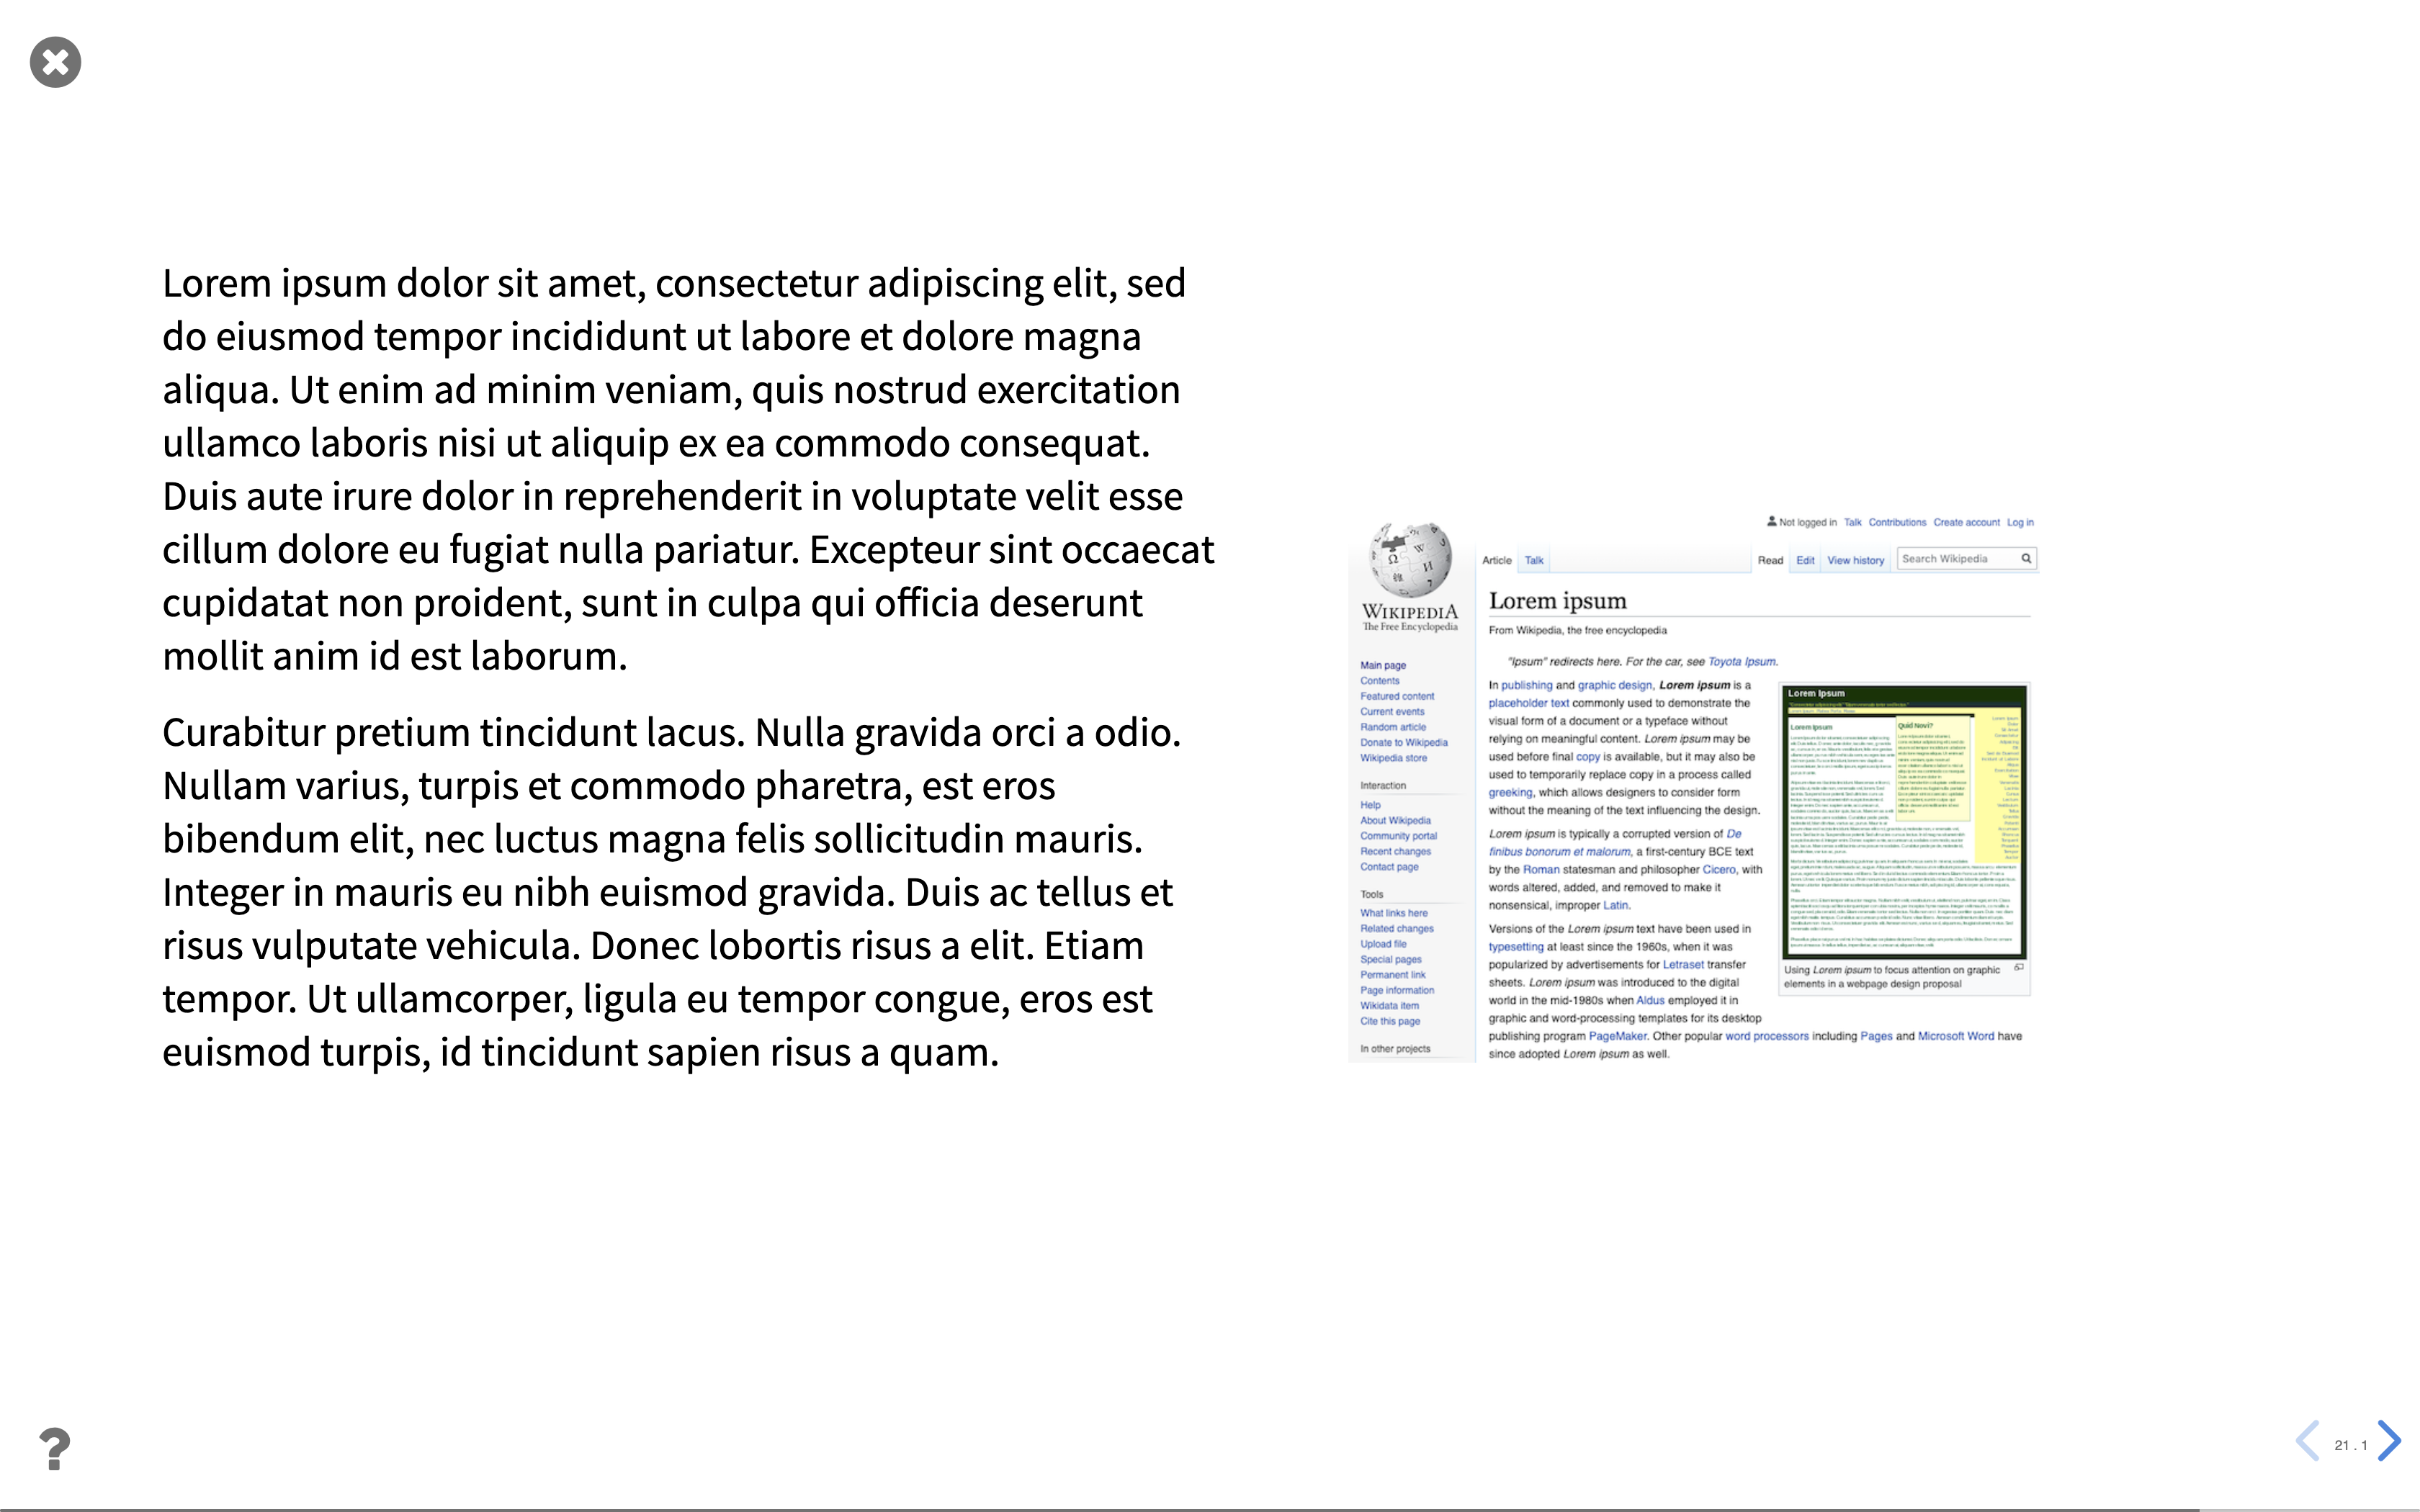 Lorem ipsum dolor sit amet, consectetur adipiscing elit, sed
do eiusmod tempor incididunt ut labore et dolore magna
aliqua. Ut enim ad minim veniam, quis nostrud exercitation
ullamco laboris nisi ut aliquip ex ea commodo consequat.
Duis aute irure dolor in reprehenderit in voluptate velit esse
cillum dolore eu fugiat nulla pariatur. Excepteur sint occaecat
cupidatat non proident, sunt in culpa qui officia deserunt
mollit anim id est laborum.
Curabitur pretium tincidunt lacus. Nulla gravida orci a odio.
Nullam varius, turpis et commodo pharetra, est eros
bibendum elit, nec luctus magna felis sollicitudin mauris.
Integer in mauris eu nibh euismod gravida. Duis ac tellus et
risus vulputate vehicula. Donec lobortis risus a elit. Etiam
tempor. Ut ullamcorper, ligula eu tempor congue, eros est
euismod turpis, id tincidunt sapien risus a quam.
WIKIPEDIA
The Free Encyclopedia
Main page
Contents
Featured content
Current events
Random article
Donate to Wikipedia
Wikipedia store
Interaction
Help
About Wikipedia
Community portal
Recent changes
Contact page
Tools
What links here
Related changes
Upload file
Special pages
Permanent link
Page information
Wikidata item
Cite this page
In other projects
Not logged in Talk Contributions Create account Log in
Article Talk Read Edit View history Search Wikipedia
Lorem ipsum
From Wikipedia, the free encyclopedia
"Ipsum" redirects here. For the car, see Toyota Ipsum.
In publishing and graphic design, Lorem ipsum is a
placeholder text commonly used to demonstrate the
visual form of a document or a typeface without
relying on meaningful content. Lorem ipsum may be
used before final copy is available, but it may also be
used to temporarily replace copy in a process called
greeking, which allows designers to consider form
without the meaning of the text influencing the design.
Lorem ipsum is typically a corrupted version of De
finibus bonorum et malorum, a first-century BCE text
by the Roman statesman and philosopher Cicero, with
words altered, added, and removed to make it
nonsensical, improper Latin.
Versions of the Lorem ipsum text have been used in
typesetting at least since the 1960s, when it was
popularized by advertisements for Letraset transfer
sheets. Lorem ipsum was introduced to the digital
world in the mid-1980s when Aldus employed it in
graphic and word-processing templates for its desktop
publishing program PageMaker. Other popular word processors including Pages and Microsoft Word have
since adopted Lorem ipsum as well.
Lorem Ipsum
Lorem Ipsum
Quid Novi?
Using Lorem ipsum to focus attention on graphic
elements in a webpage design proposal
?
21 . 1